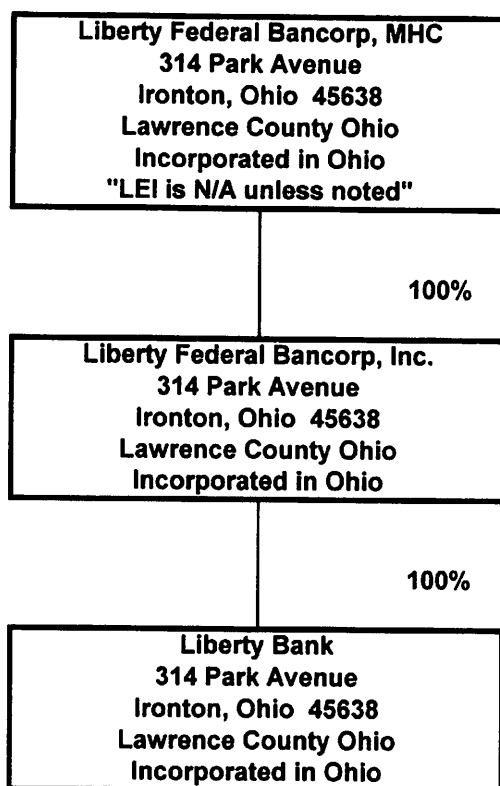 Liberty Federal Bancorp, MHC
314 Park Avenue
Ironton, Ohio 45638
Lawrence County Ohio
Incorporated in Ohio
"LEI is N/A unless noted"
100%
Liberty Federal Bancorp, Inc.
314 Park Avenue
Ironton, Ohio 45638
Lawrence County Ohio
Incorporated in Ohio
100%
Liberty Bank
314 Park Avenue
Ironton, Ohio 45638
Lawrence County Ohio
Incorporated in Ohio